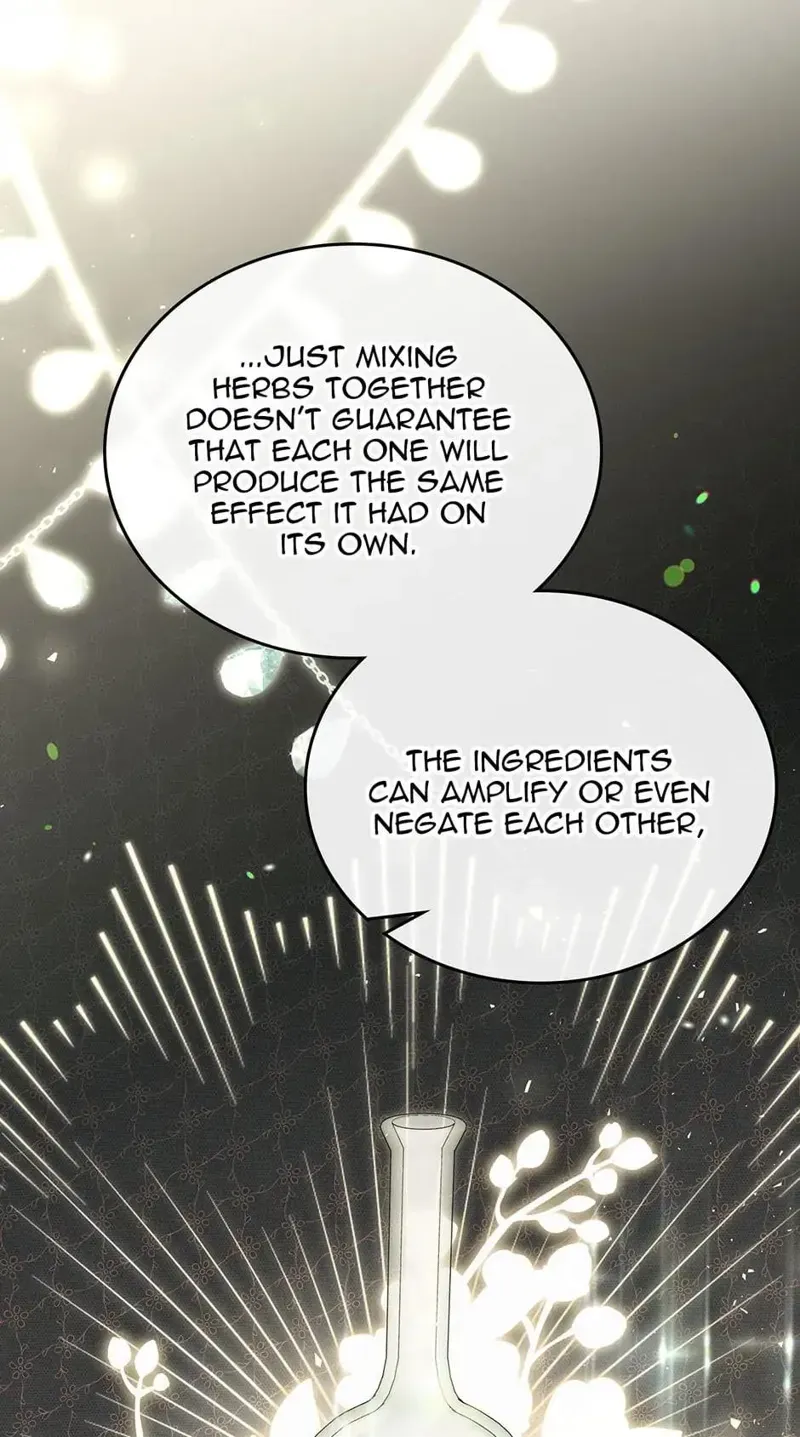 ...JUST MIXING
HERBS TOGETHER
DOESN'T GUARANTEE
THAT EACH ONE WILL
PRODUCE THE SAME
EFFECT IT HAD ON
ITS OWN.
THE INGREDIENTS
CAN AMPLIFY OR EVEN
NEGATE EACH OTHER,